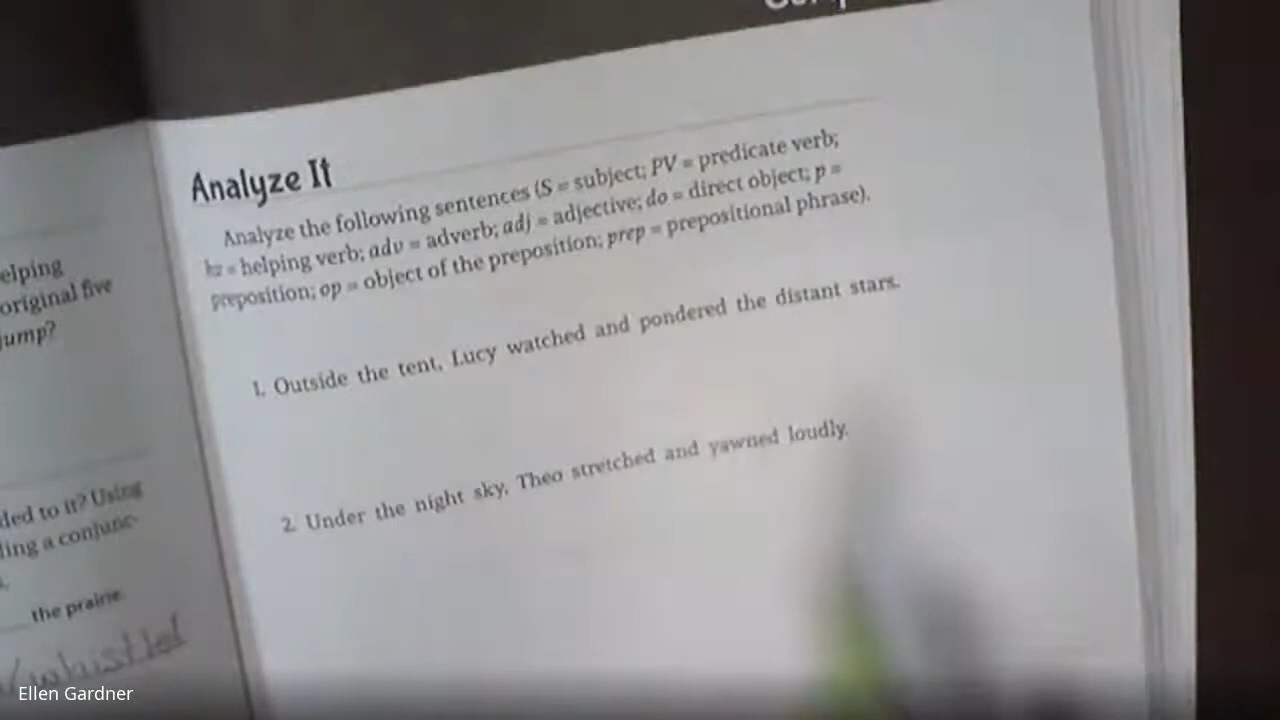 Analyze It
Analyze the following sentences (S = subject; PV = predicate verb;
hv = helping verb; adv = adverb; adj = adjective; do = direct object; p =
preposition; op = object of the preposition; prep = prepositional phrase).
1. Outside the tent, Lucy watched and pondered the distant stars.
2. Under the night sky, Theo stretched and yawned loudly.
elping
original five
jump?
ded to it? Using
ling a conjunc-
the prairie.
whistled
Ellen Gardner